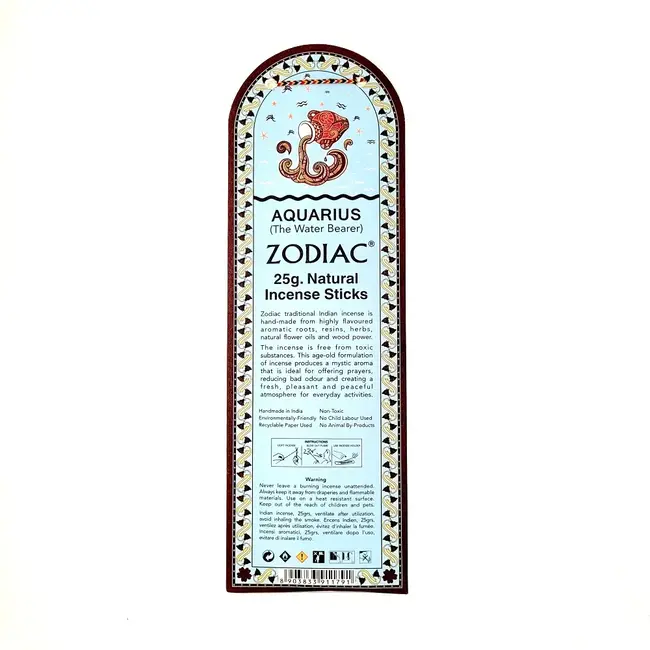 AQUARIUS
(The Water Bearer)
ZODIAC®
25g. Natural
Incense Sticks
Zodiac traditional Indian incense is
hand-made from highly flavoured
aromatic roots, resins, herbs,
natural flower oils and wood power.
The incense is free from toxic
substances. This age-old formulation
of incense produces a mystic aroma
that is ideal for offering prayers,
reducing bad odour and creating a
fresh, pleasant and peaceful
atmosphere for everyday activities.
Handmade in India Non-Toxic
Environmentally-Friendly No Child Labour Used
Recyclable Paper Used No Animal By-Products
INSTRUCTIONS
Warning
Never leave a burning incense unattended.
Always keep it away from draperies and flammable
materials. Use on a heat resistant surface.
Keep out of the reach of children and pets.
Indian incense, 25grs, ventilate after utilization,
avoid inhaling the smoke. Encens Indien, 25grs,
ventilez après utilisation, évitez d'inhaler la fumée.
Incensi aromatici, 25grs, ventilare dopo l'uso,
evitare di inalare il fumo.
8 903833 911791